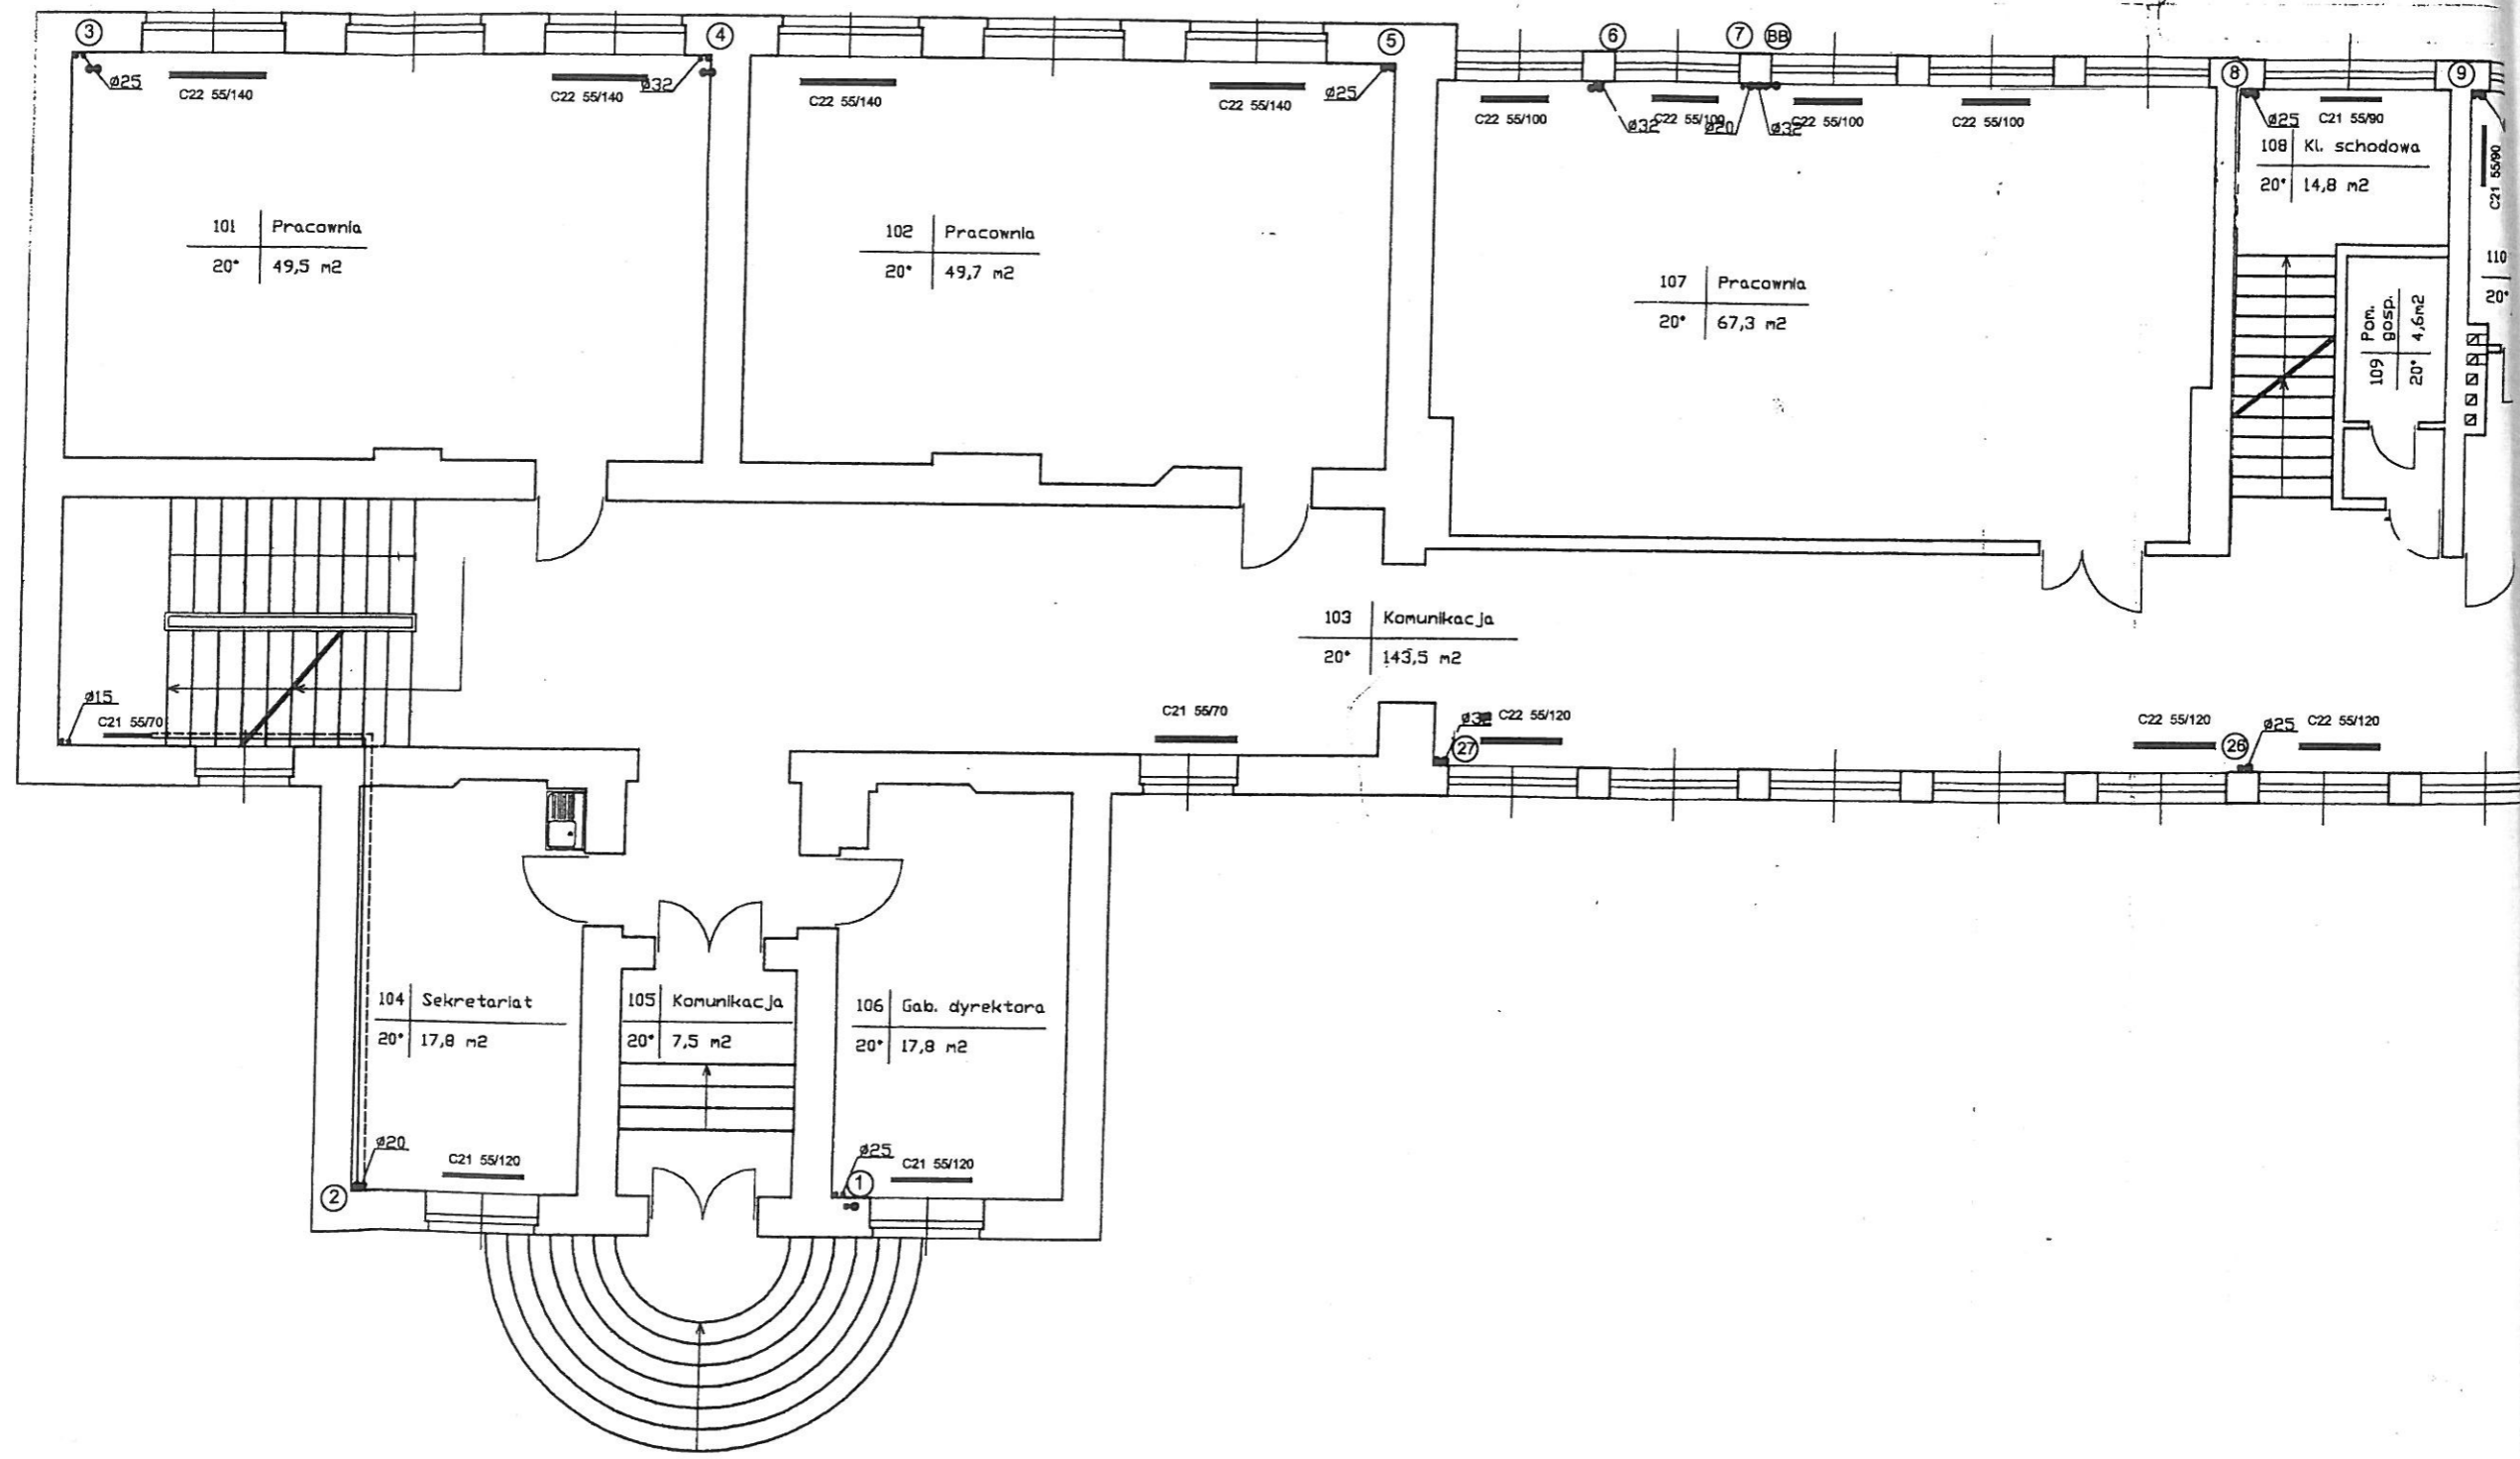 3
4
5
6
7
BB
8
9
ø25
C22 55/140
C22 55/140
ø32
C22 55/140
C22 55/140
ø25
C22 55/100
ø32
C22 55/100
ø20
ø32
C22 55/100
C22 55/100
ø25
C21 55/90
C21 55/90
101 Pracownia
20° 49,5 m2
102 Pracownia
20° 49,7 m2
107 Pracownia
20° 67,3 m2
108 Kl. schodowa
20° 14,8 m2
109 Pom. gosp.
20° 4,6m2
110
20°
103 Komunikacja
20° 143,5 m2
ø15
C21 55/70
C21 55/70
C22 55/120
27
C22 55/120
26
ø25
C22 55/120
104 Sekretariat
20° 17,8 m2
105 Komunikacja
20° 7,5 m2
106 Gab. dyrektora
20° 17,8 m2
ø20
C21 55/120
2
ø25
C21 55/120
1